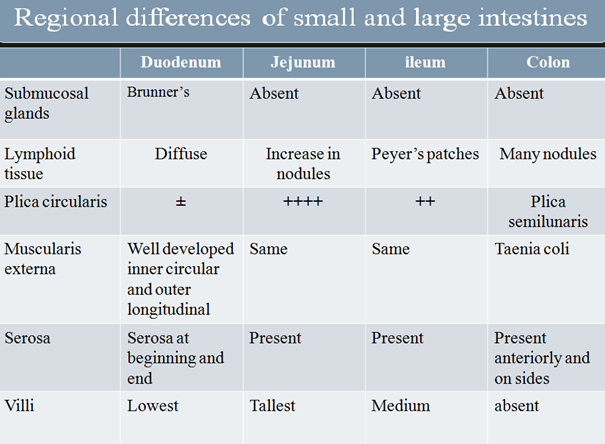 Regional differences of small and large intestines
Duodenum Jejunum ileum Colon
Submucosal glands Brunner's Absent Absent Absent
Lymphoid tissue Diffuse Increase in nodules Peyer's patches Many nodules
Plica circularis ± ++++ ++ Plica semilunaris
Muscularis externa Well developed inner circular and outer longitudinal Same Same Taenia coli
Serosa Serosa at beginning and end Present Present Present anteriorly and on sides
Villi Lowest Tallest Medium absent